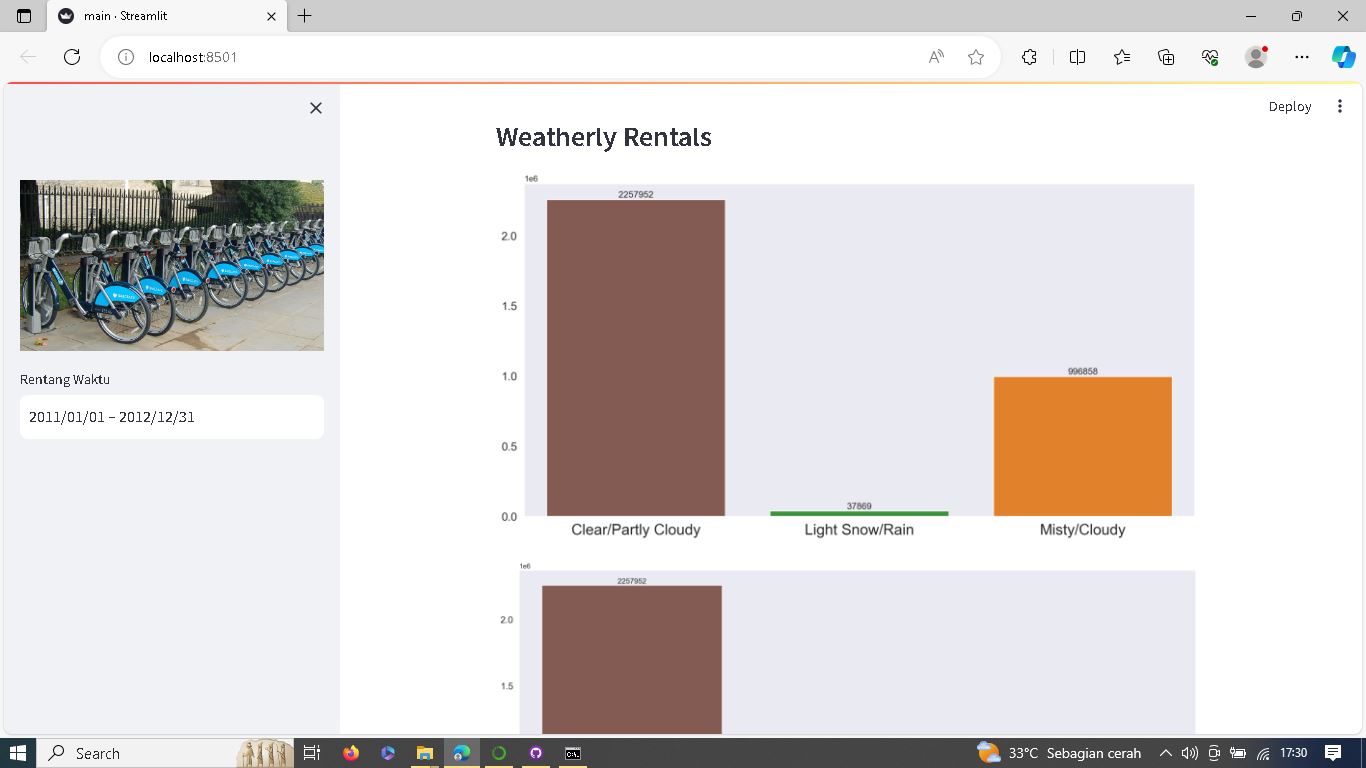 main · Streamlit
localhost:8501
Deploy
Rentang Waktu
2011/01/01 – 2012/12/31
Weatherly Rentals
1e6
2257952
2.0
1.5
1.0
996858
0.5
37869
0.0
Clear/Partly Cloudy
Light Snow/Rain
Misty/Cloudy
1e6
2257952
2.0
1.5
Search
33°C Sebagian cerah
17:30